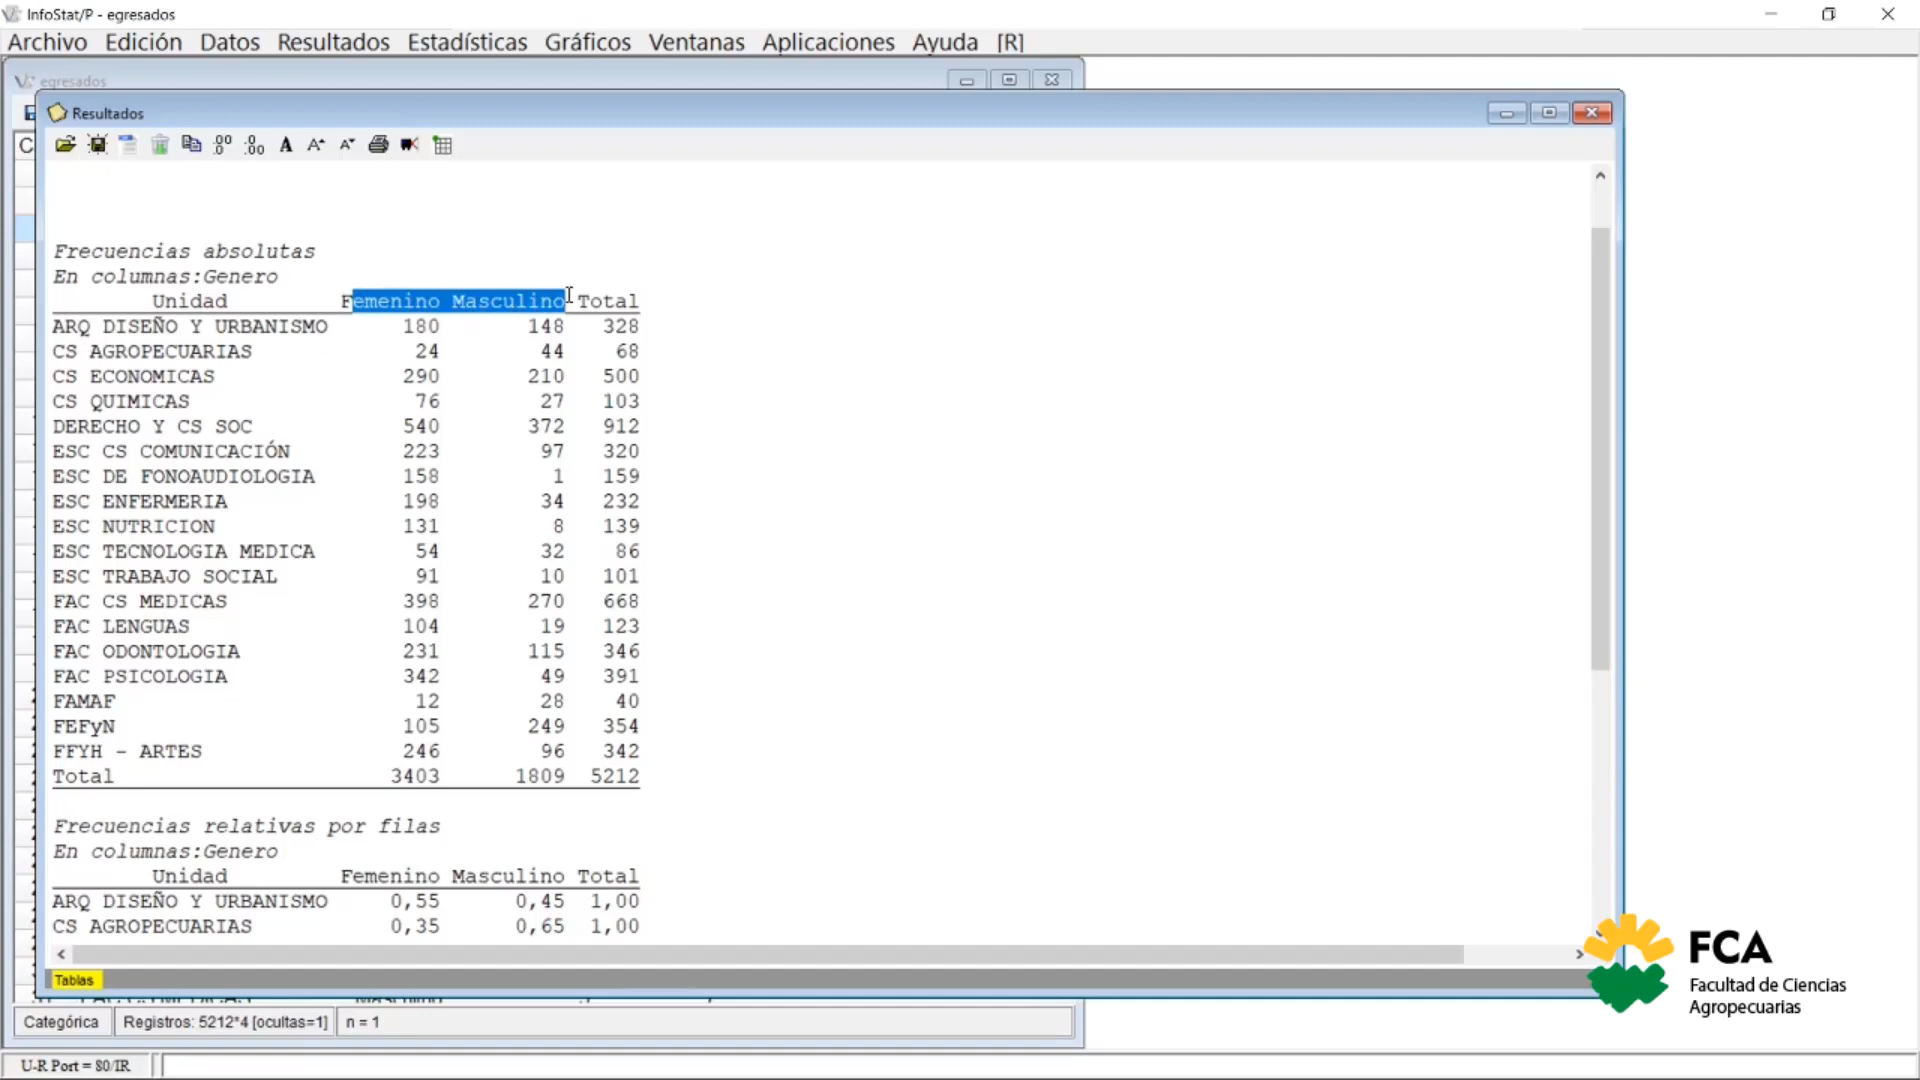 InfoStat/P - egresados
Archivo Edición Datos Resultados Estadísticas Gráficos Ventanas Aplicaciones Ayuda [R]
egresados
Resultados
C
Frecuencias absolutas
En columnas:Genero
Unidad Femenino Masculino Total
ARQ DISEÑO Y URBANISMO 180 148 328
CS AGROPECUARIAS 24 44 68
CS ECONOMICAS 290 210 500
CS QUIMICAS 76 27 103
DERECHO Y CS SOC 540 372 912
ESC CS COMUNICACIÓN 223 97 320
ESC DE FONOAUDIOLOGIA 158 1 159
ESC ENFERMERIA 198 34 232
ESC NUTRICION 131 8 139
ESC TECNOLOGIA MEDICA 54 32 86
ESC TRABAJO SOCIAL 91 10 101
FAC CS MEDICAS 398 270 668
FAC LENGUAS 104 19 123
FAC ODONTOLOGIA 231 115 346
FAC PSICOLOGIA 342 49 391
FAMAF 12 28 40
FEFyN 105 249 354
FFYH - ARTES 246 96 342
Total 3403 1809 5212
Frecuencias relativas por filas
En columnas:Genero
Unidad Femenino Masculino Total
ARQ DISEÑO Y URBANISMO 0,55 0,45 1,00
CS AGROPECUARIAS 0,35 0,65 1,00
Tablas
Categórica Registros: 5212*4 [ocultas=1] n = 1
U-R Port = 80/IR
FCA
Facultad de Ciencias
Agropecuarias